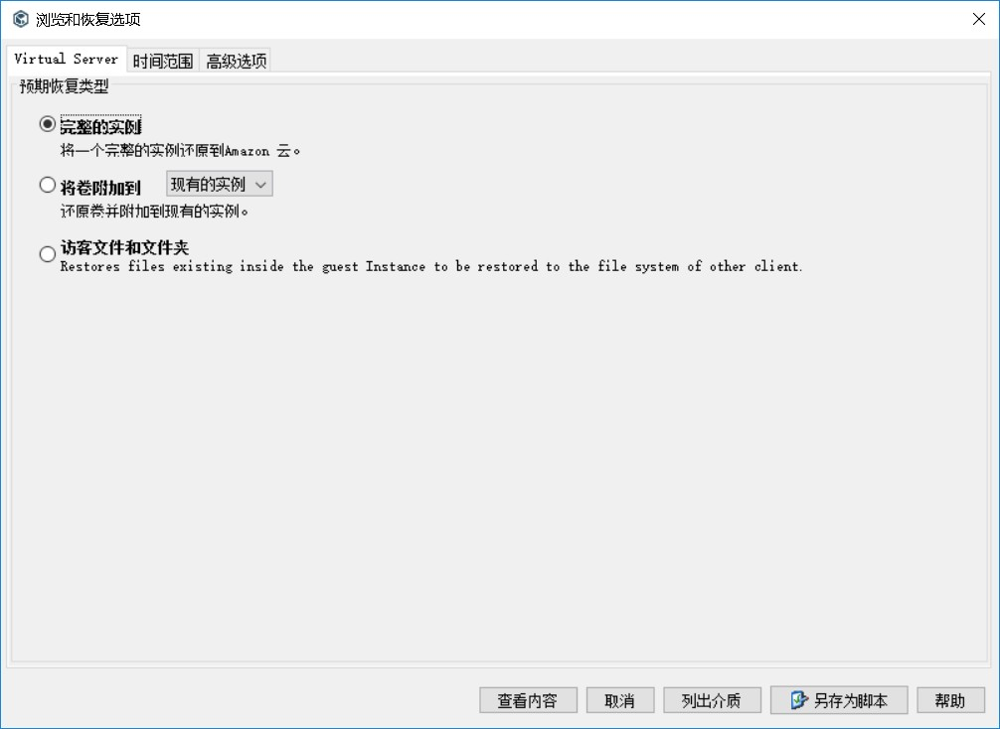 浏览和恢复选项
Virtual Server 时间范围 高级选项
预期恢复类型
完整的实例
将一个完整的实例还原到Amazon 云。
将卷附加到 现有的实例
还原卷并附加到现有的实例。
访客文件和文件夹
Restores files existing inside the guest Instance to be restored to the file system of other client.
查看内容 取消 列出介质 另存为脚本 帮助